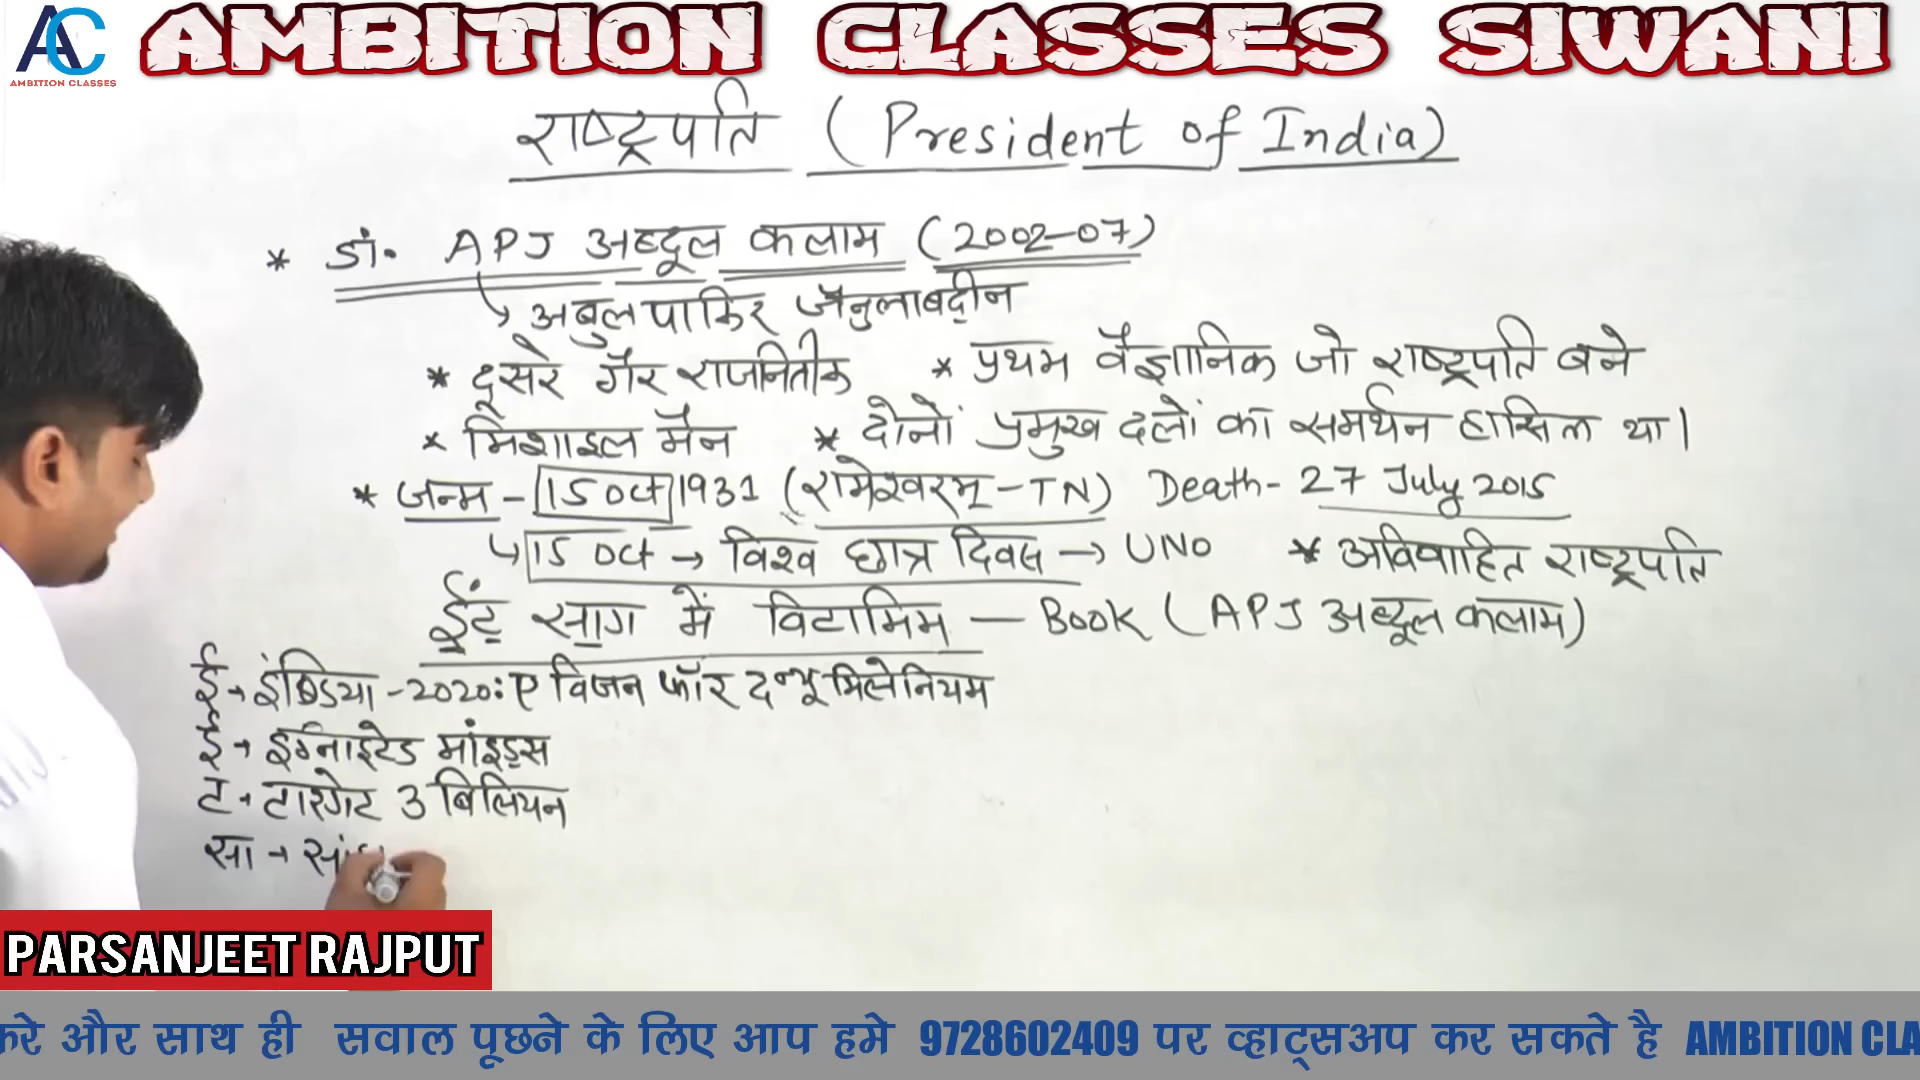 AC AMBITION CLASSES
AMBITION CLASSES SIWANI
राष्ट्रपति ( President of India )
* डॉ. APJ अब्दूल कलाम (2002-07)
↳ अबुल पाकिर जैनुलाबद्दीन
* दूसरे गैर राजनितीक * प्रथम वैज्ञानिक जो राष्ट्रपति बने
* मिशाइल मैन * दोनों प्रमुख दलों का समर्थन हासिल था।
* जन्म - 15 Oct 1931 (रामेश्वरम् - TN) Death - 27 July 2015
↳ 15 Oct → विश्व छात्र दिवस → UNO * अविवाहित राष्ट्रपति
ईंट साग में विटामिम — Book ( APJ अब्दूल कलाम )
ई → इंडिया - 2020: ए विजन फॉर द न्यू मिलेनियम
ई → इग्नाइटेड माइंड्स
ट → टारगेट 3 बिलियन
सा →
PARSANJEET RAJPUT
करे और साथ ही सवाल पूछने के लिए आप हमे 9728602409 पर व्हाट्सअप कर सकते है AMBITION CLA